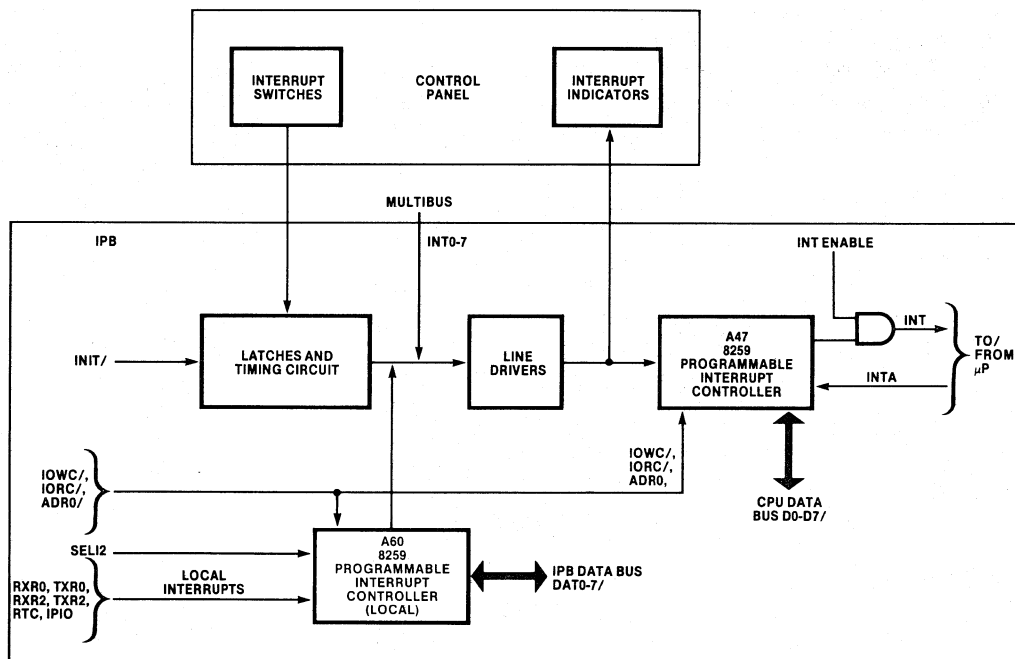 INTERRUPT
SWITCHES
CONTROL
PANEL
INTERRUPT
INDICATORS
MULTIBUS
IPB
INT0-7
INT ENABLE
INIT/
LATCHES AND
TIMING CIRCUIT
LINE
DRIVERS
A47
8259
PROGRAMMABLE
INTERRUPT
CONTROLLER
INT
INTA
TO/
FROM
μP
IOWC/,
IORC/,
ADR0/
IOWC/,
IORC/,
ADR0,
CPU DATA
BUS D0-D7/
SELI2
RXR0, TXR0,
RXR2, TXR2,
RTC, IPIO
LOCAL
INTERRUPTS
A60
8259
PROGRAMMABLE
INTERRUPT
CONTROLLER
(LOCAL)
IPB DATA BUS
DAT0-7/